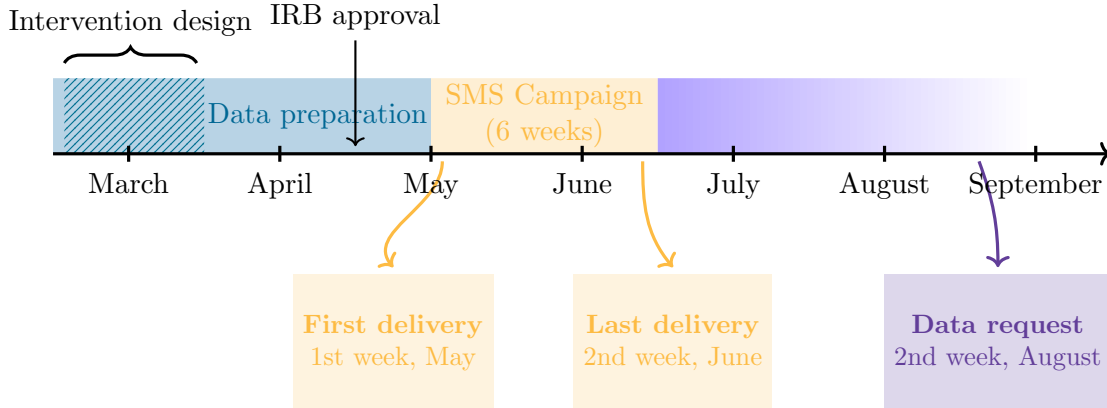 Intervention design
IRB approval
Data preparation
SMS Campaign
(6 weeks)
March
April
May
June
July
August
September
First delivery
1st week, May
Last delivery
2nd week, June
Data request
2nd week, August